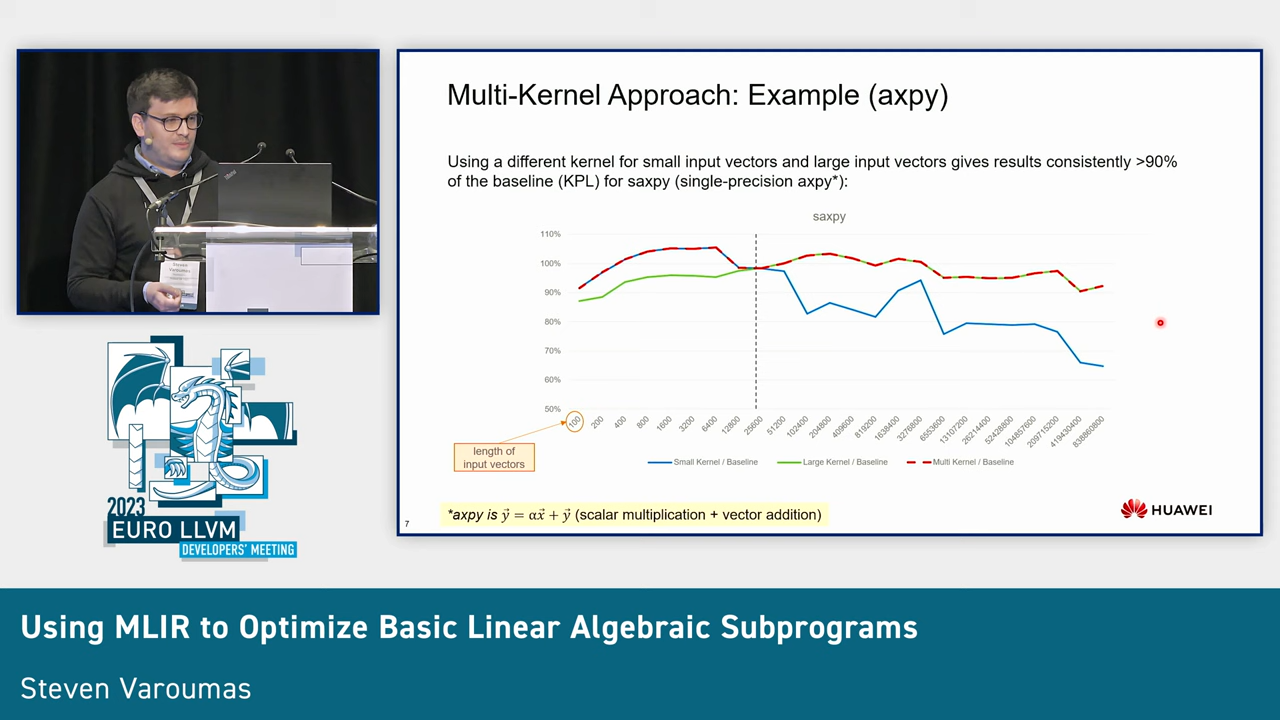 Multi-Kernel Approach: Example (axpy)
Using a different kernel for small input vectors and large input vectors gives results consistently >90%
of the baseline (KPL) for saxpy (single-precision axpy*):
saxpy
110%
100%
90%
80%
70%
60%
50%
100
200
400
800
1600
3200
6400
12800
25600
51200
102400
204800
409600
819200
1638400
3276800
6553600
13107200
26214400
52428800
104857600
209715200
419430400
838860800
length of
input vectors
Small Kernel / Baseline
Large Kernel / Baseline
Multi Kernel / Baseline
*axpy is y⃗ = αx⃗ + y⃗ (scalar multiplication + vector addition)
7
HUAWEI
Steven
Varoumas
2023
EURO LLVM
DEVELOPERS' MEETING
Using MLIR to Optimize Basic Linear Algebraic Subprograms
Steven Varoumas